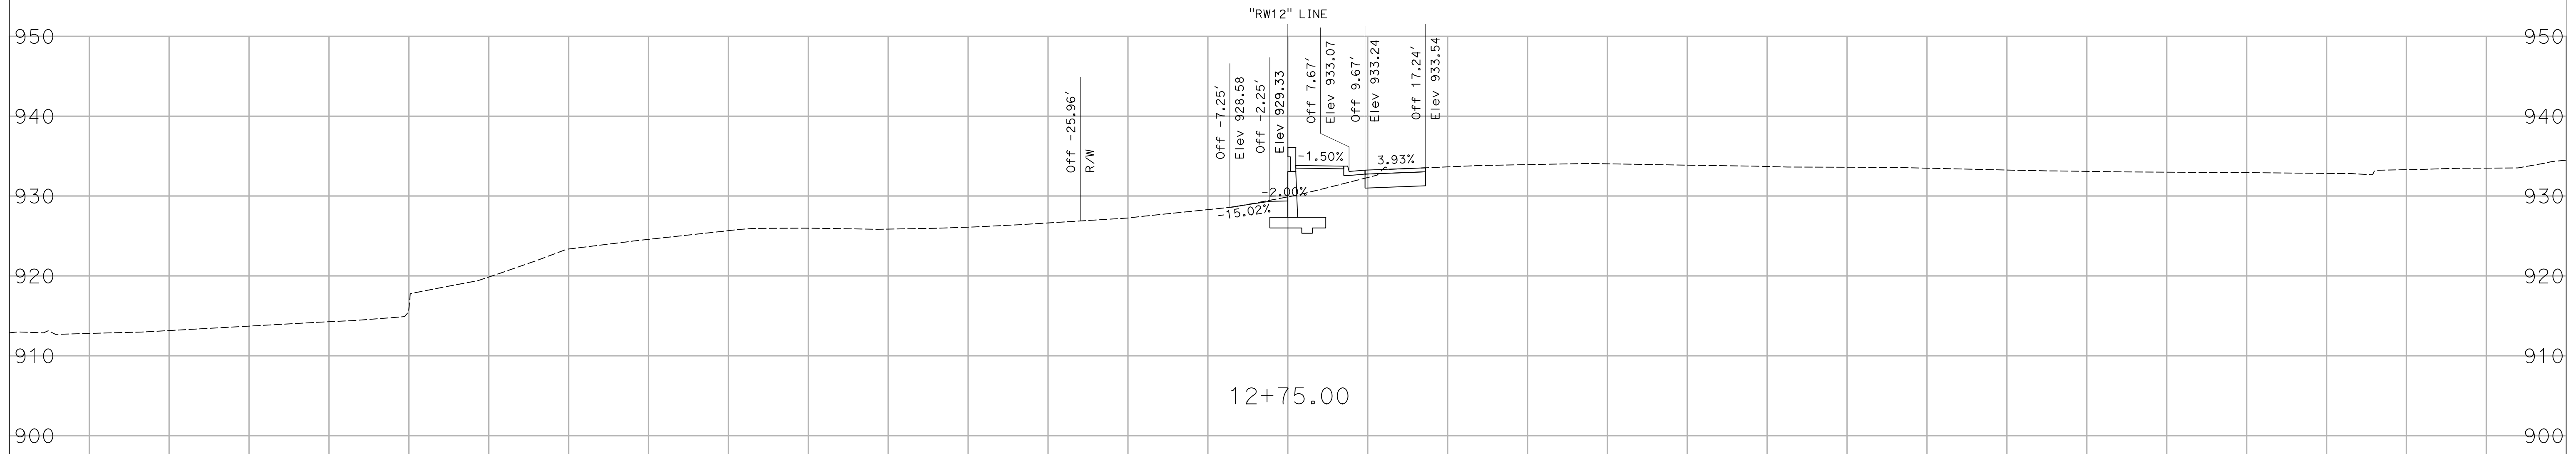 "RW12" LINE
950
950
Off -25.96'
R/W
Off -7.25'
Elev 928.58
Off -2.25'
Elev 929.33
Off 7.67'
Elev 933.07
Off 9.67'
Elev 933.24
Off 17.24'
Elev 933.54
940
940
-1.50%
3.93%
930
-2.00%
930
-15.02%
920
920
910
910
12+75.00
900
900